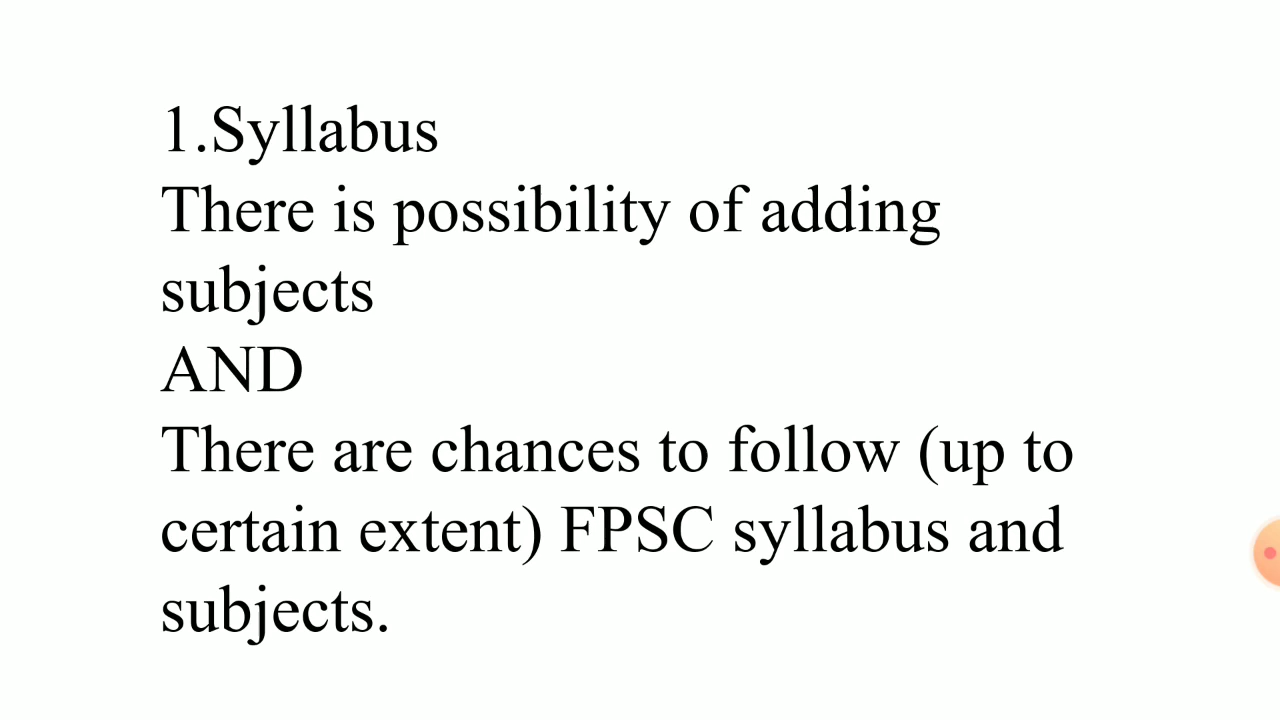 1.Syllabus
There is possibility of adding
subjects
AND
There are chances to follow (up to
certain extent) FPSC syllabus and
subjects.